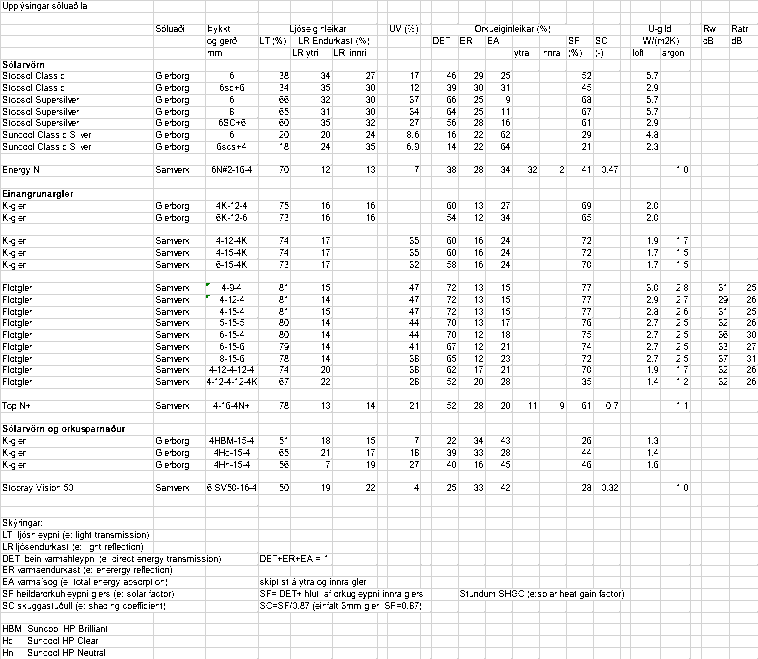 Upplýsingar söluaðila
Söluaði Þykkt Ljóseiginleikar UV (%) Orkueiginleikar (%) U-gildi Rw Ratr
og gerð LT (%) LR Endurkast (%) DET ER EA SF SC W/(m2K) dB dB
mm LR ytri LR innri ytra innra (%) (-) loft argon
Sólarvörn
Stopsol Classic Glerborg 6 38 34 27 17 46 29 25 52 5.7
Stopsol Classic Glerborg 6sc+6 34 35 30 12 39 30 31 45 2.9
Stopsol Supersilver Glerborg 6 66 32 30 37 66 25 9 68 5.7
Stopsol Supersilver Glerborg 8 65 31 30 34 64 25 11 67 5.7
Stopsol Supersilver Glerborg 6SC+6 60 35 32 27 56 28 16 61 2.9
Suncool Classic Silver Glerborg 6 20 20 24 8.6 16 22 62 29 4.8
Suncool Classic Silver Glerborg 6scs+4 18 24 35 6.9 14 22 64 21 2.3
Energy N Samverk 6N#2-16-4 70 12 13 7 38 28 34 32 2 41 0.47 1.0
Einangrunargler
K-gler Glerborg 4K-12-4 75 16 16 60 13 27 69 2.0
K-gler Glerborg 6K-12-6 73 16 16 54 12 34 65 2.0
K-gler Samverk 4-12-4K 74 17 35 60 16 24 72 1.9 1.7
K-gler Samverk 4-15-4K 74 17 35 60 16 24 72 1.7 1.5
K-gler Samverk 6-15-4K 73 17 32 58 16 24 70 1.7 1.5
Flotgler Samverk 4-9-4 81 15 47 72 13 15 77 3.0 2.8 31 25
Flotgler Samverk 4-12-4 81 14 47 72 13 15 77 2.9 2.7 29 26
Flotgler Samverk 4-15-4 81 15 47 72 13 15 77 2.8 2.6 31 25
Flotgler Samverk 5-15-5 80 14 44 70 13 17 76 2.7 2.5 32 26
Flotgler Samverk 6-15-4 80 14 44 70 12 18 75 2.7 2.5 36 30
Flotgler Samverk 6-15-6 79 14 41 67 12 21 74 2.7 2.5 33 27
Flotgler Samverk 8-15-6 78 14 38 65 12 23 72 2.7 2.5 37 31
Flotgler Samverk 4-12-4-12-4 74 20 38 62 17 21 70 1.9 1.7 32 26
Flotgler Samverk 4-12-4-12-4K 67 22 28 52 20 28 35 1.4 1.2 32 26
Top N+ Samverk 4-16-4N+ 78 13 14 21 52 28 20 11 9 61 0.7 1.1
Sólarvörn og orkusparnaður
K-gler Glerborg 4HBM-15-4 51 18 15 7 22 34 43 26 1.3
K-gler Glerborg 4Hc-15-4 65 21 17 16 39 33 28 44 1.4
K-gler Glerborg 4Hn-15-4 56 7 19 27 40 16 45 46 1.6
Stopray Vision 50 Samverk 6 SV50-16-4 50 19 22 4 25 33 42 28 0.32 1.0
Skýringar:
LT ljóshleypni (e: light transmission)
LR ljósendurkast (e: light reflection)
DET bein varmahleypni (e: direct energy transmission) DET+ER+EA = 1
ER varmaendurkast (e: enerergy reflection)
EA varmaísog (e: total energy absorption) skiptist á ytra og innra gler
SF heildarorkuhleypni glers (e: solar factor) SF= DET+ hluti af orkugleypni innra glers Stundum SHGC (e:solar heat gain factor)
SC skuggastuðull (e: shading coefficient) SC=SF/0.87 (einfalt 3mm gler SF=0.87)
HBM Suncool HP Brilliant
Hc Suncool HP Clear
Hn Suncool HP Neutral